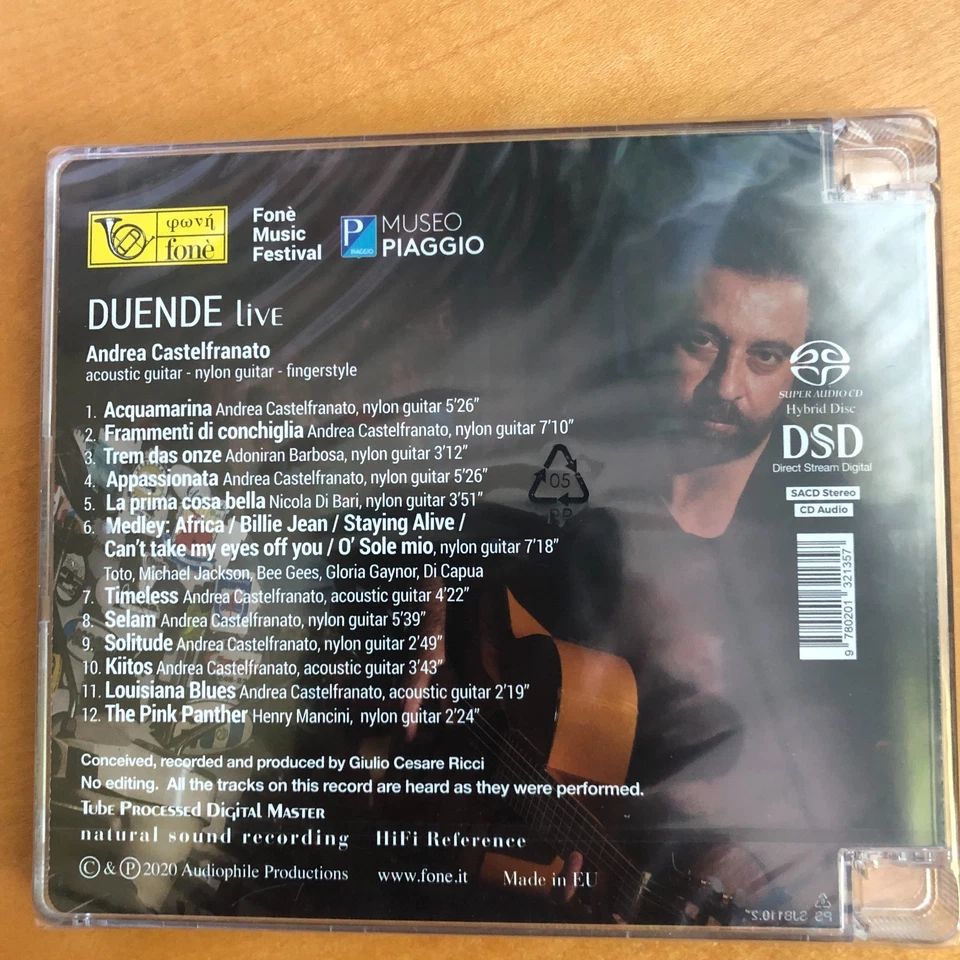 φωνή
fonè
Fonè
Music
Festival
P
PIAGGIO
MUSEO
PIAGGIO
DUENDE live
Andrea Castelfranato
acoustic guitar - nylon guitar - fingerstyle
1. Acquamarina Andrea Castelfranato, nylon guitar 5'26"
2. Frammenti di conchiglia Andrea Castelfranato, nylon guitar 7'10"
3. Trem das onze Adoniran Barbosa, nylon guitar 3'12"
4. Appassionata Andrea Castelfranato, nylon guitar 5'26"
5. La prima cosa bella Nicola Di Bari, nylon guitar 3'51"
6. Medley: Africa / Billie Jean / Staying Alive /
Can't take my eyes off you / O' Sole mio, nylon guitar 7'18"
Toto, Michael Jackson, Bee Gees, Gloria Gaynor, Di Capua
7. Timeless Andrea Castelfranato, acoustic guitar 4'22"
8. Selam Andrea Castelfranato, nylon guitar 5'39"
9. Solitude Andrea Castelfranato, nylon guitar 2'49"
10. Kiitos Andrea Castelfranato, acoustic guitar 3'43"
11. Louisiana Blues Andrea Castelfranato, acoustic guitar 2'19"
12. The Pink Panther Henry Mancini, nylon guitar 2'24"
05
PP
SUPER AUDIO CD
Hybrid Disc
DSD
Direct Stream Digital
SACD Stereo
CD Audio
9 780201 321357
Conceived, recorded and produced by Giulio Cesare Ricci
No editing. All the tracks on this record are heard as they were performed.
Tube Processed Digital Master
natural sound recording HiFi Reference
© & ℗ 2020 Audiophile Productions www.fone.it Made in EU